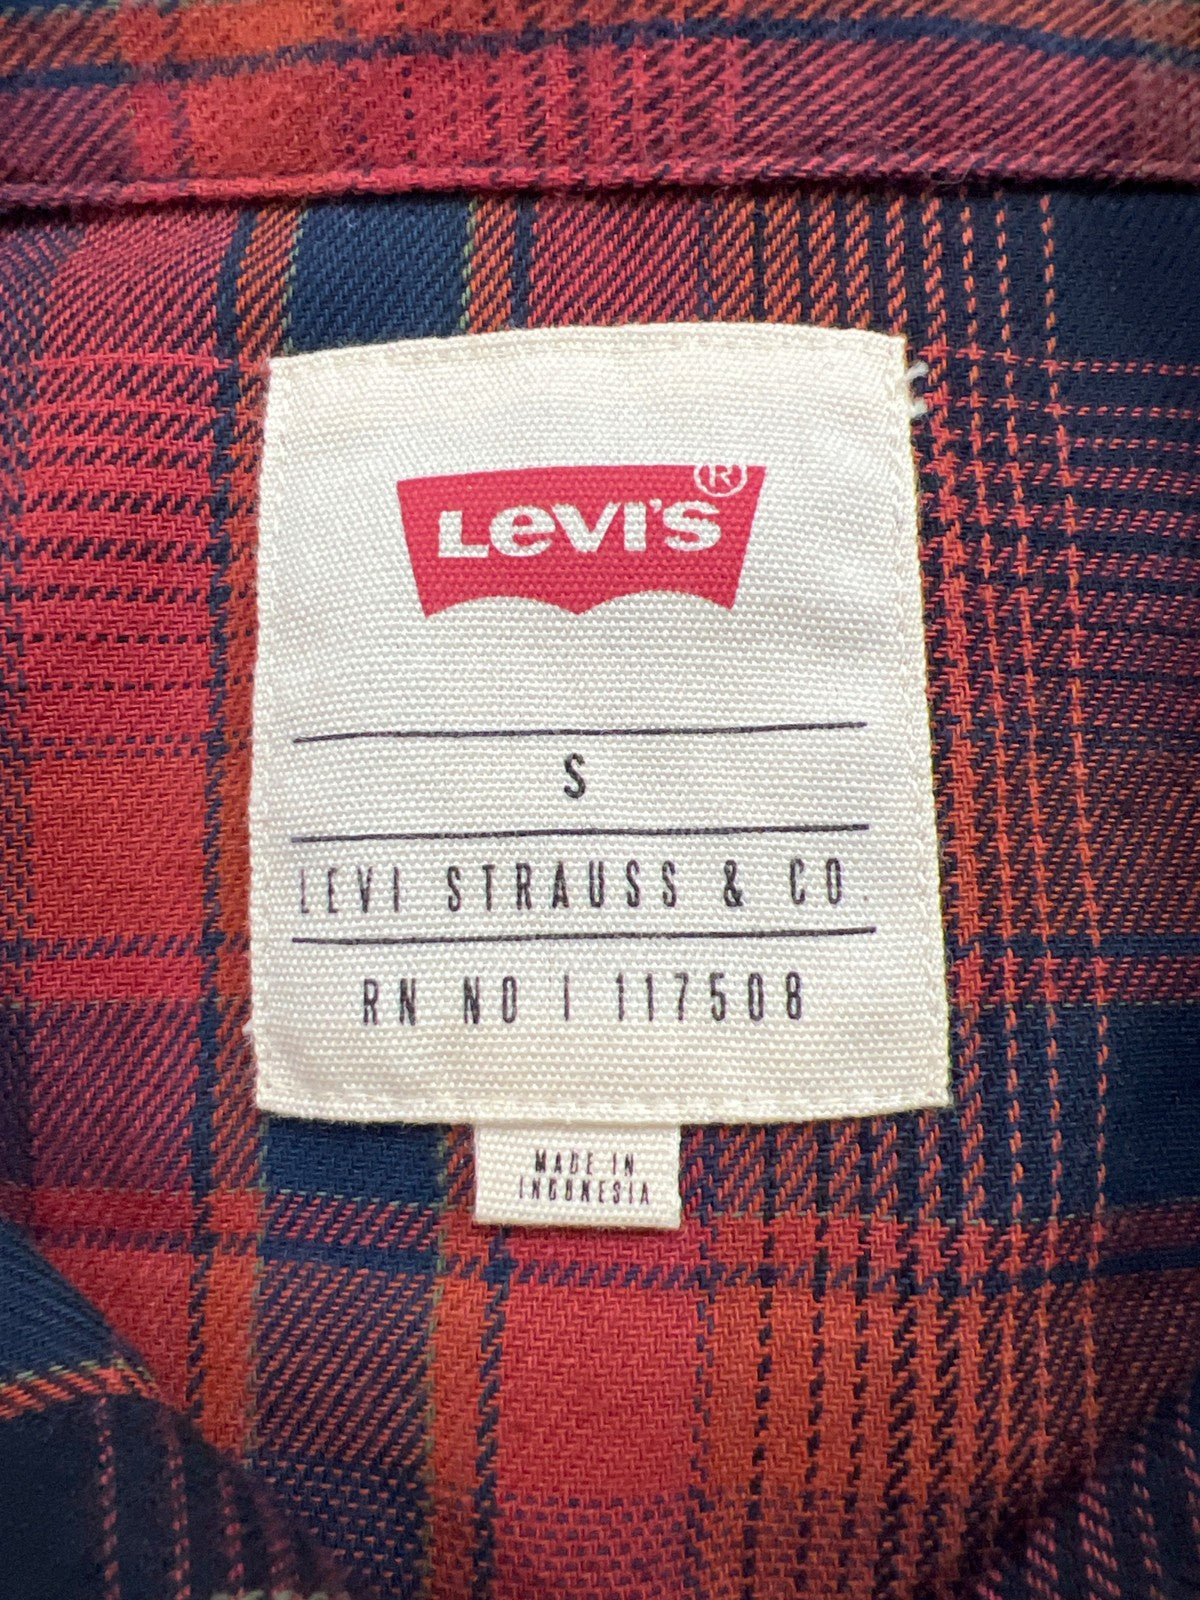 LEVI'S®
S
LEVI STRAUSS & CO.
RN NO | 117508
MADE IN
INDONESIA